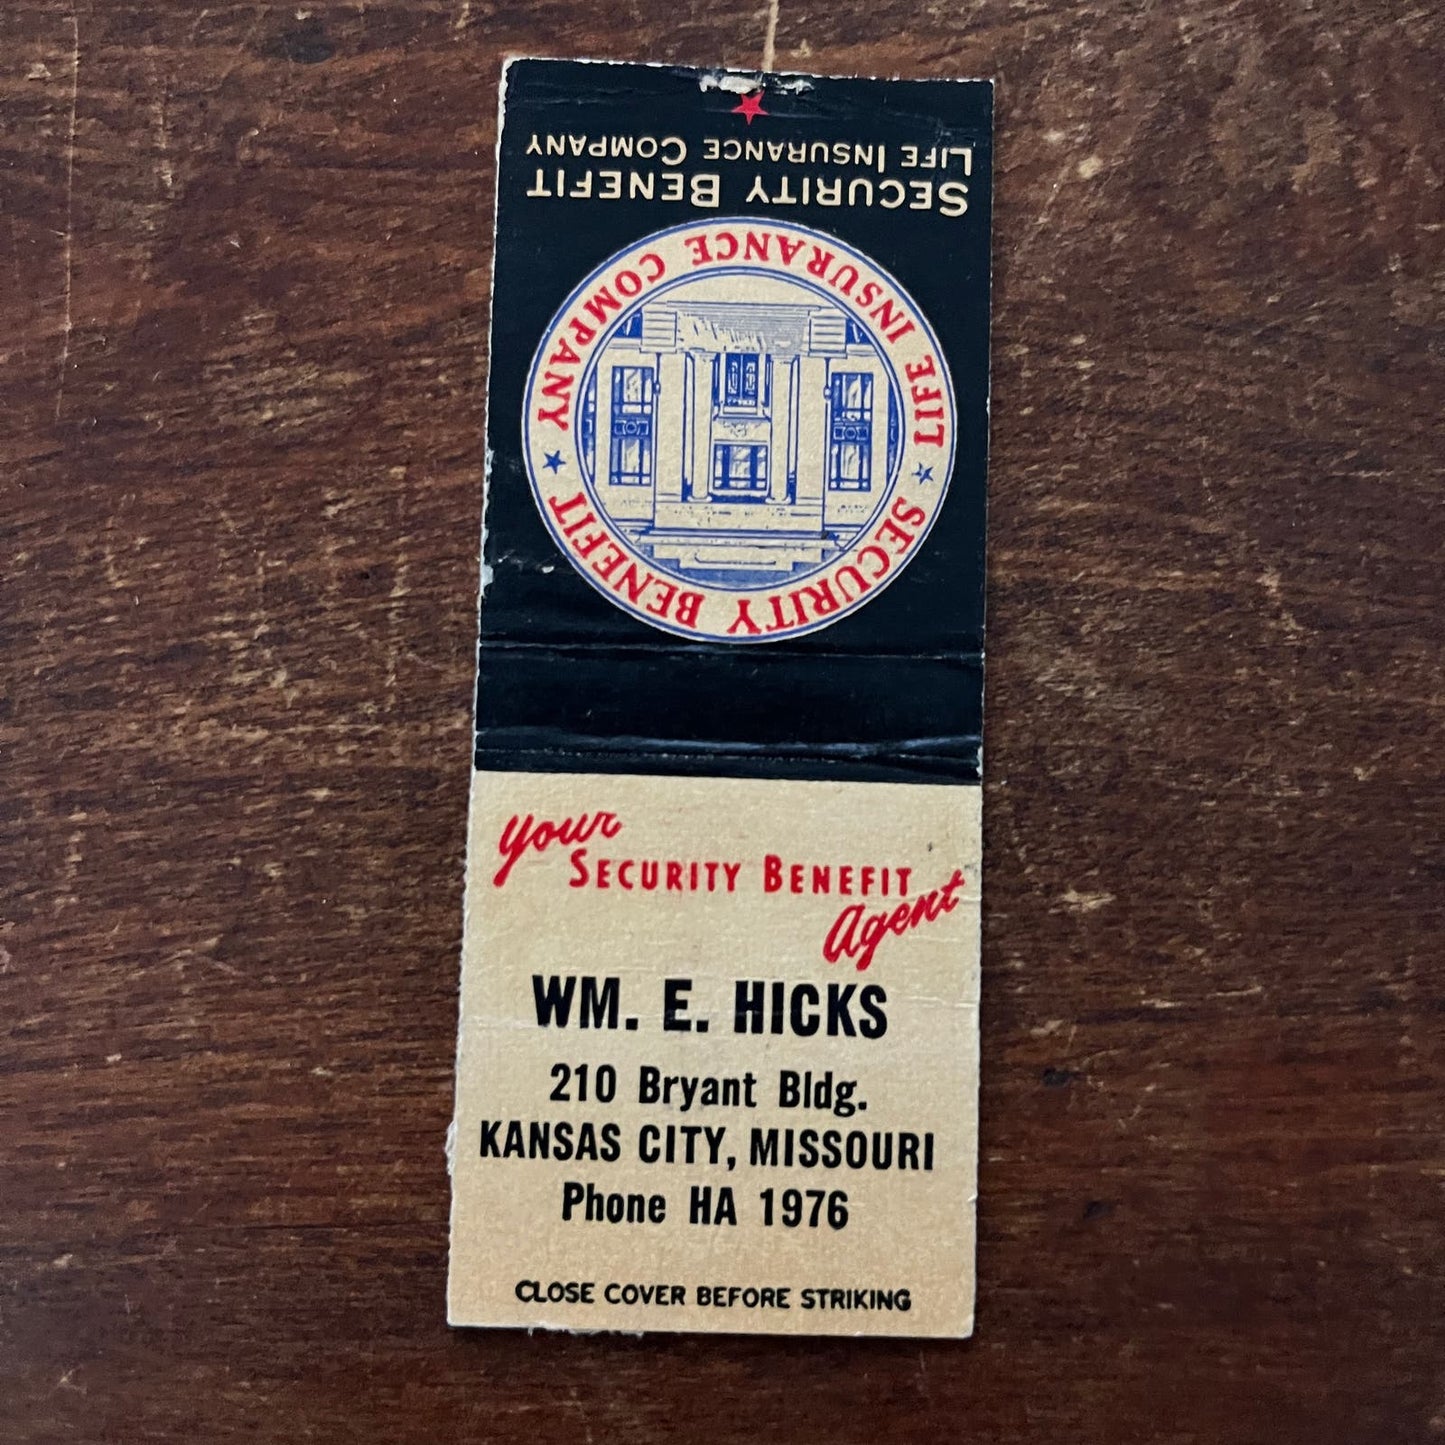 LIFE INSURANCE COMPANY
SECURITY BENEFIT
SECURITY BENEFIT ★ LIFE INSURANCE COMPANY ★
Your
SECURITY BENEFIT
Agent
WM. E. HICKS
210 Bryant Bldg.
KANSAS CITY, MISSOURI
Phone HA 1976
CLOSE COVER BEFORE STRIKING